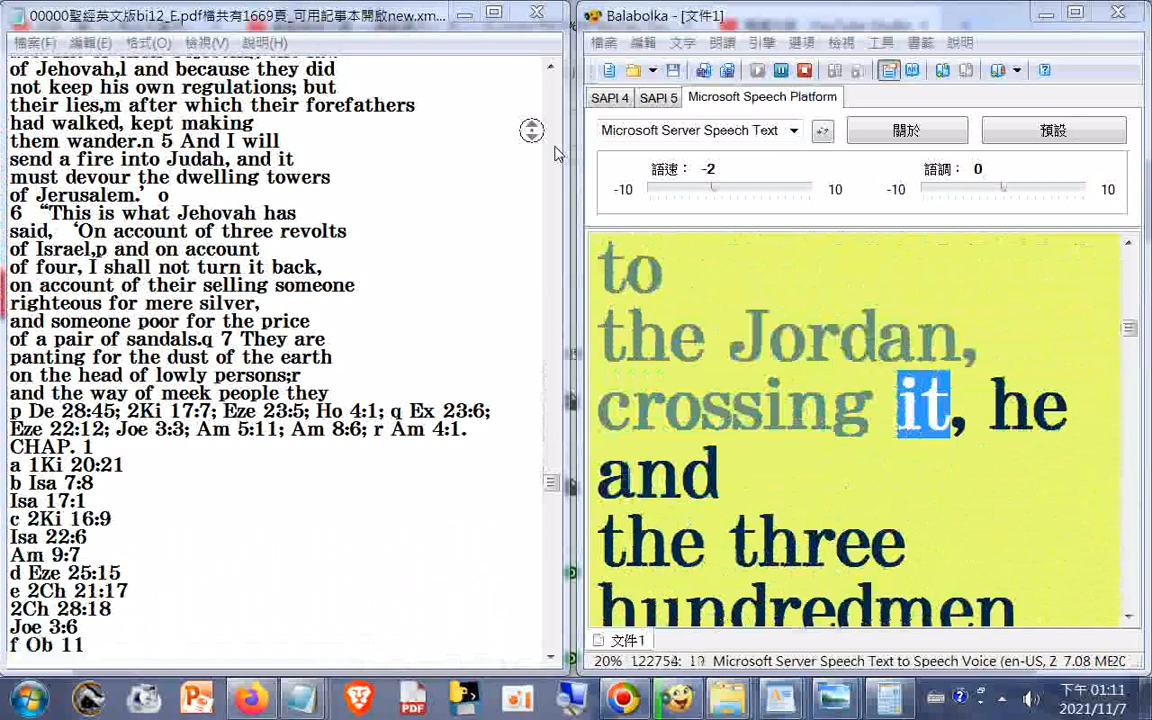 00000聖經英文版bi12_E.pdf檔共有1669頁_可用記事本開啟new.xm...
檔案(F) 編輯(E) 格式(O) 檢視(V) 說明(H)
of Jehovah,l and because they did
not keep his own regulations; but
their lies,m after which their forefathers
had walked, kept making
them wander.n 5 And I will
send a fire into Judah, and it
must devour the dwelling towers
of Jerusalem.’ o
6 “This is what Jehovah has
said, ‘On account of three revolts
of Israel,p and on account
of four, I shall not turn it back,
on account of their selling someone
righteous for mere silver,
and someone poor for the price
of a pair of sandals.q 7 They are
panting for the dust of the earth
on the head of lowly persons;r
and the way of meek people they
p De 28:45; 2Ki 17:7; Eze 23:5; Ho 4:1; q Ex 23:6;
Eze 22:12; Joe 3:3; Am 5:11; Am 8:6; r Am 4:1.
CHAP. 1
a 1Ki 20:21
b Isa 7:8
Isa 17:1
c 2Ki 16:9
Isa 22:6
Am 9:7
d Eze 25:15
e 2Ch 21:17
2Ch 28:18
Joe 3:6
f Ob 11
Balabolka - [文件1]
檔案 編輯 文字 朗讀 引擎 選項 檢視 工具 書籤 說明
SAPI 4 SAPI 5 Microsoft Speech Platform
Microsoft Server Speech Text 關於 預設
語速： -2 語調： 0
-10 10 -10 10
to
the Jordan,
crossing it, he
and
the three
hundredmen
文件1
20% Microsoft Server Speech Text to Speech Voice (en-US, Z 7.08 ME
PDF
下午 01:11
2021/11/7